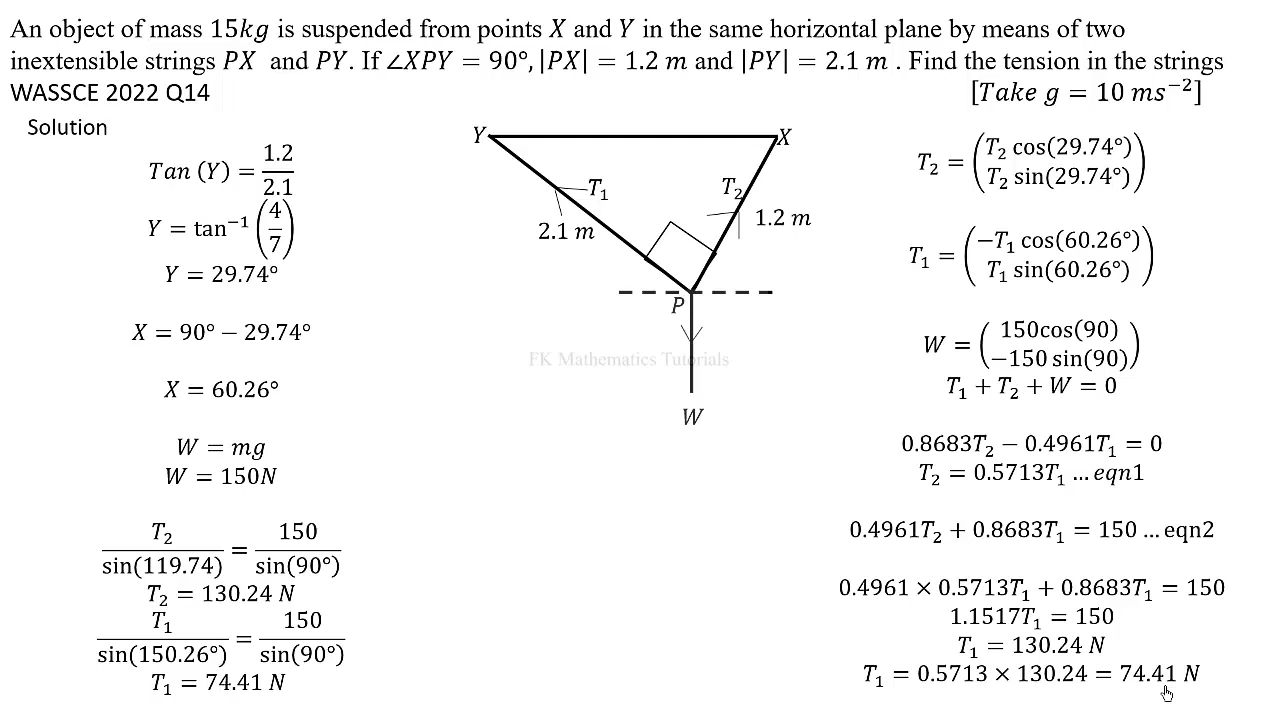 An object of mass 15kg is suspended from points X and Y in the same horizontal plane by means of two
inextensible strings PX and PY. If ∠XPY = 90°, |PX| = 1.2 m and |PY| = 2.1 m . Find the tension in the strings
WASSCE 2022 Q14
[Take g = 10 ms⁻²]
Solution
Tan (Y) = 1.2/2.1
Y = tan⁻¹(4/7)
Y = 29.74°
X = 90° − 29.74°
X = 60.26°
W = mg
W = 150N
T₂/sin(119.74) = 150/sin(90°)
T₂ = 130.24 N
T₁/sin(150.26°) = 150/sin(90°)
T₁ = 74.41 N
Y
X
T₁
T₂
2.1 m
1.2 m
P
FK Mathematics Tutorials
W
T₂ = (T₂ cos(29.74°)
T₂ sin(29.74°))
T₁ = (−T₁ cos(60.26°)
T₁ sin(60.26°))
W = (150cos(90)
−150 sin(90))
T₁ + T₂ + W = 0
0.8683T₂ − 0.4961T₁ = 0
T₂ = 0.5713T₁ … eqn1
0.4961T₂ + 0.8683T₁ = 150 … eqn2
0.4961 × 0.5713T₁ + 0.8683T₁ = 150
1.1517T₁ = 150
T₁ = 130.24 N
T₁ = 0.5713 × 130.24 = 74.41 N